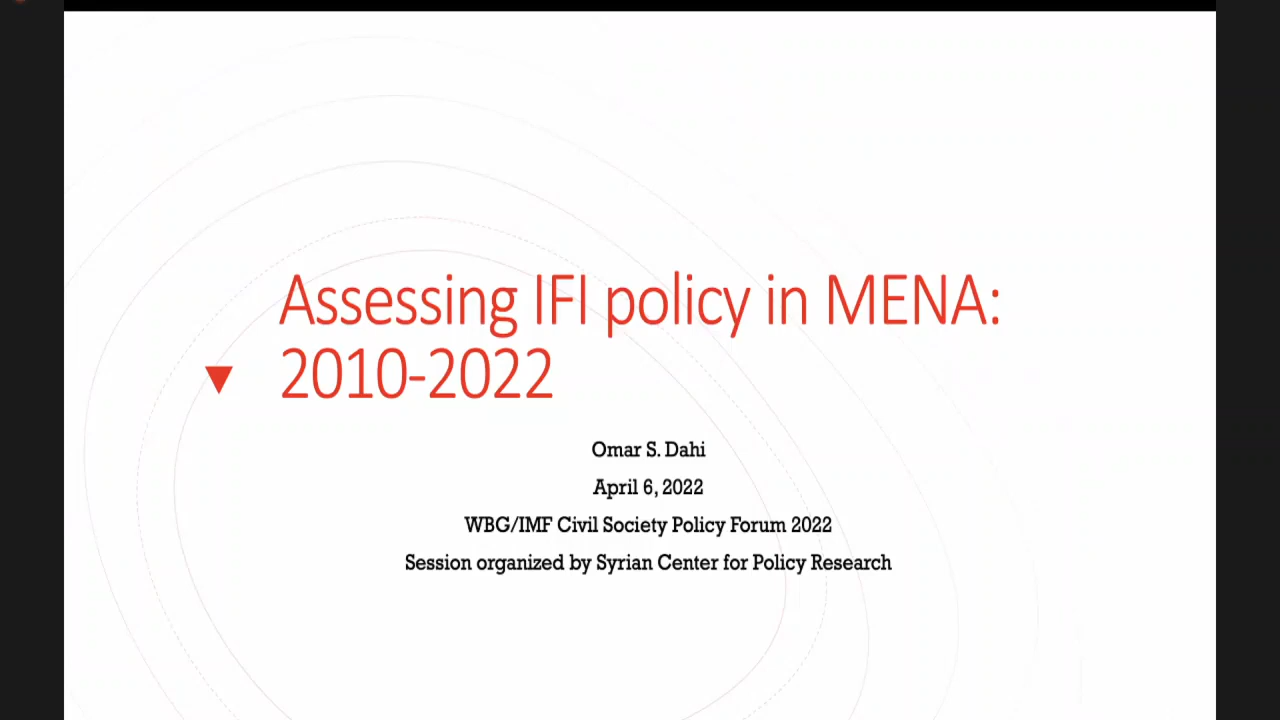 Assessing IFI policy in MENA:
2010-2022
Omar S. Dahi
April 6, 2022
WBG/IMF Civil Society Policy Forum 2022
Session organized by Syrian Center for Policy Research